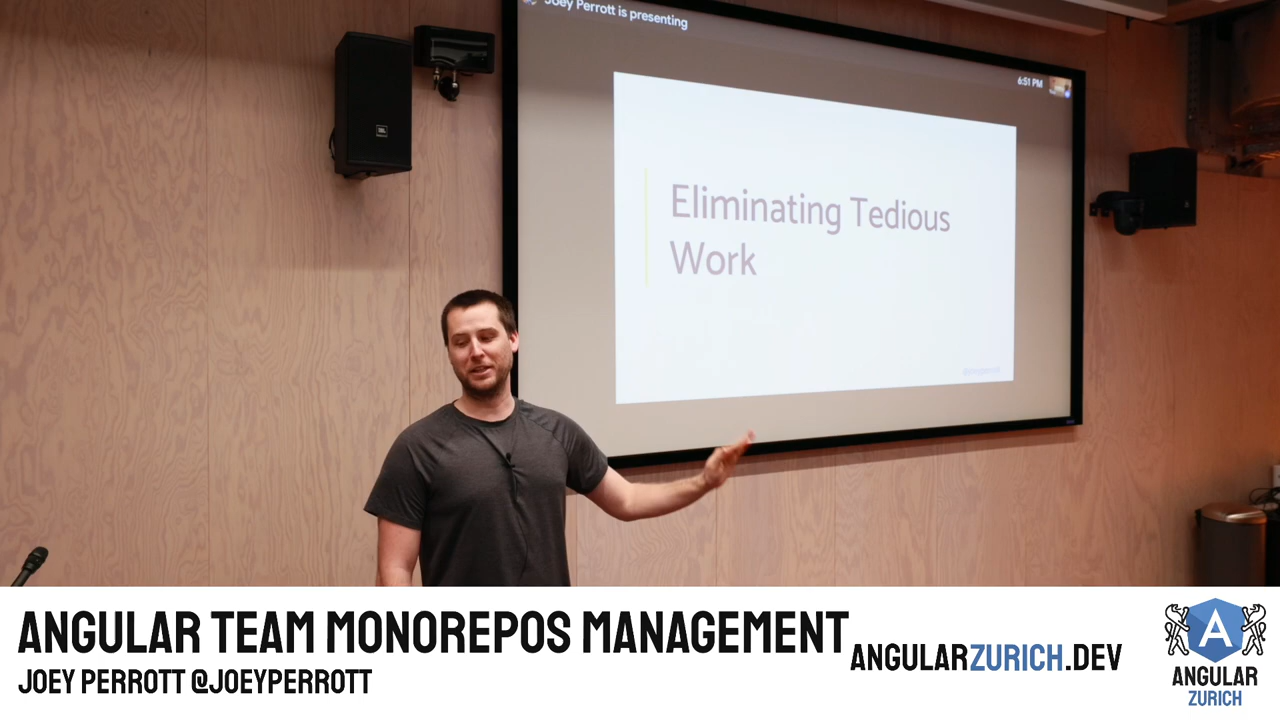 Joey Perrott is presenting
6:51 PM
Eliminating Tedious
Work
JBL
ANGULAR TEAM MONOREPOS MANAGEMENT
JOEY PERROTT @JOEYPERROTT
ANGULARZURICH.DEV
A
ANGULAR
ZURICH